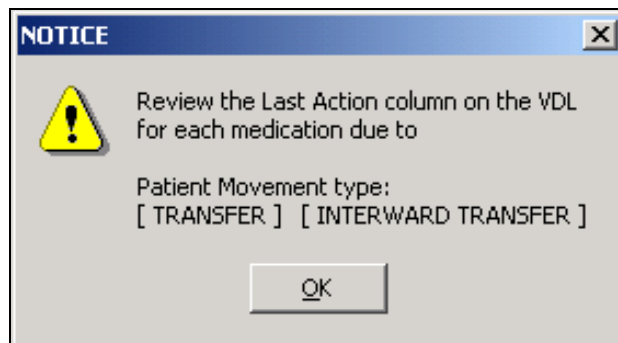 NOTICE
Review the Last Action column on the VDL
for each medication due to
Patient Movement type:
[ TRANSFER ]  [ INTERWARD TRANSFER ]
OK